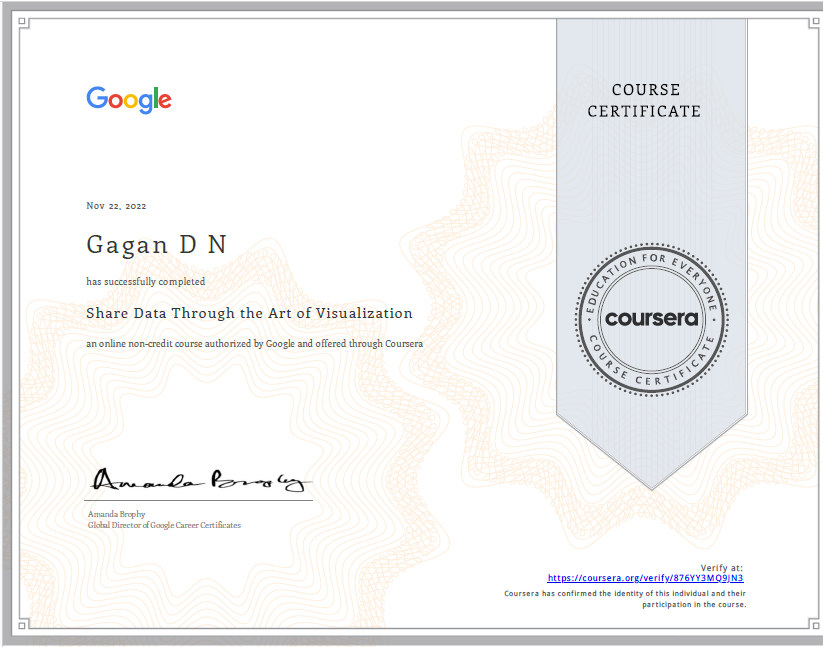 Google
COURSE
CERTIFICATE
Nov 22, 2022
Gagan D N
has successfully completed
Share Data Through the Art of Visualization
an online non-credit course authorized by Google and offered through Coursera
EDUCATION FOR EVERYONE
coursera
COURSE CERTIFICATE
Amanda Brophy
Amanda Brophy
Global Director of Google Career Certificates
Verify at:
https://coursera.org/verify/876YY3MQ9JN3
Coursera has confirmed the identity of this individual and their
participation in the course.